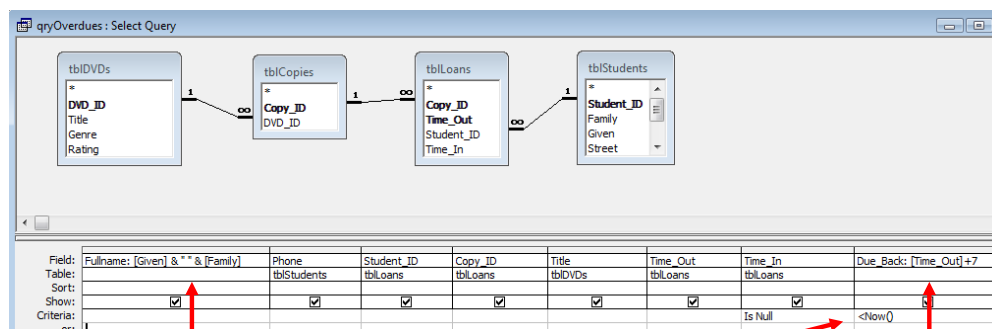 qryOverdues : Select Query
tblDVDs
*
DVD_ID
Title
Genre
Rating
1
∞
tblCopies
*
Copy_ID
DVD_ID
1
∞
tblLoans
*
Copy_ID
Time_Out
Student_ID
Time_In
∞
1
tblStudents
*
Student_ID
Family
Given
Street
Field: Fullname: [Given] & " " & [Family] Phone Student_ID Copy_ID Title Time_Out Time_In Due_Back: [Time_Out]+7
Table: tblStudents tblLoans tblLoans tblDVDs tblLoans tblLoans
Sort:
Show:
Criteria: Is Null <Now()
or: